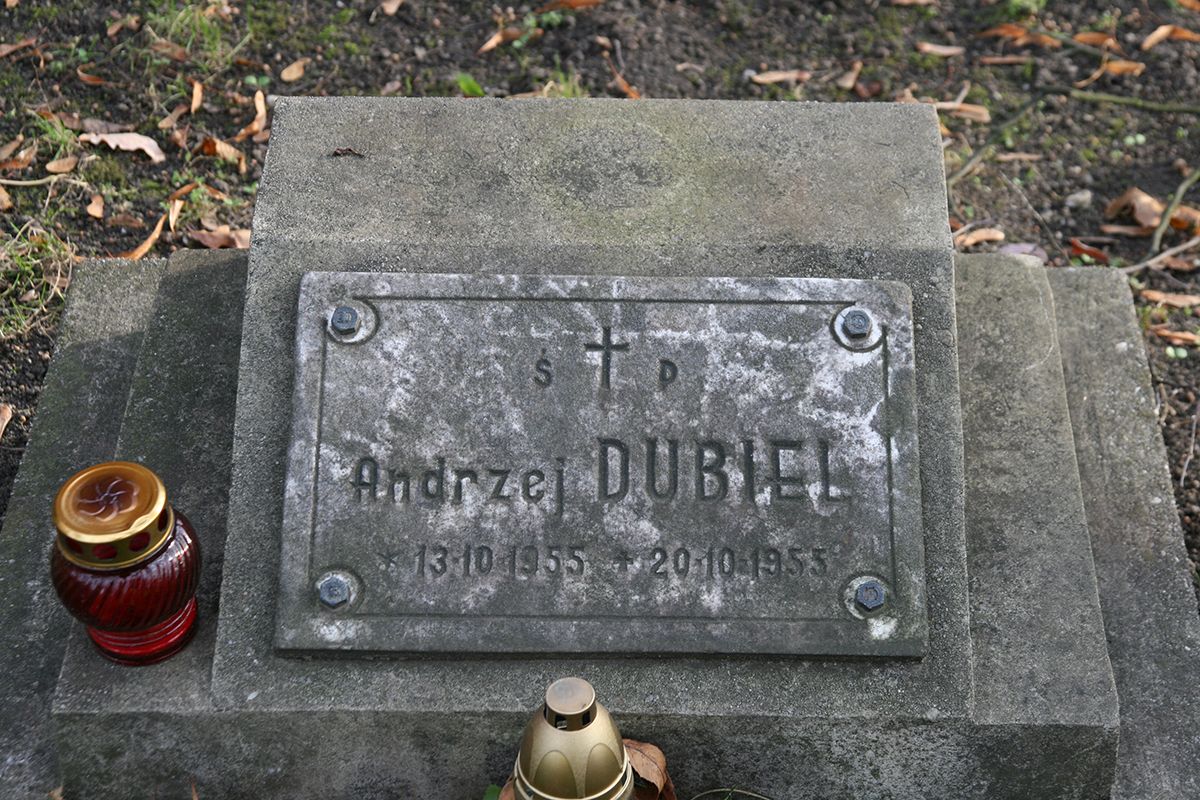 Ś † P
Andrzej DUBIEL
* 13·10·1955 + 20·10·1955